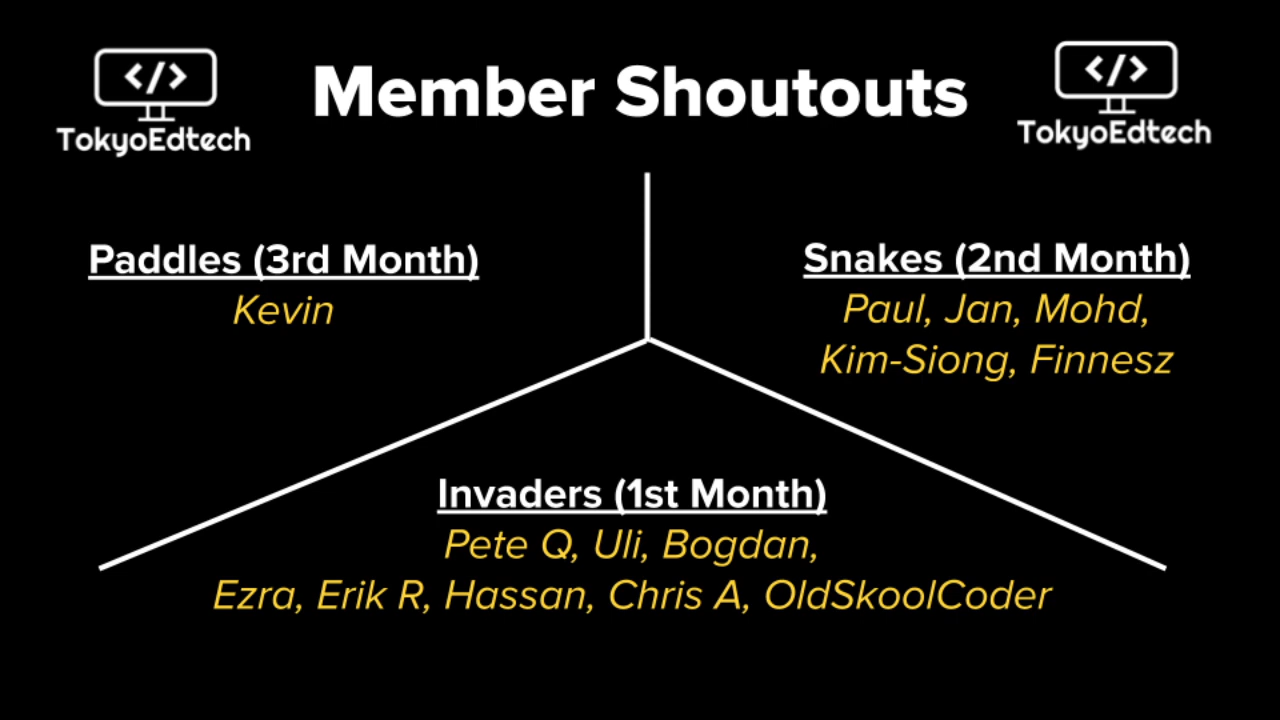 </>
TokyoEdtech
Member Shoutouts
</>
TokyoEdtech
Paddles (3rd Month)
Kevin
Snakes (2nd Month)
Paul, Jan, Mohd,
Kim-Siong, Finnesz
Invaders (1st Month)
Pete Q, Uli, Bogdan,
Ezra, Erik R, Hassan, Chris A, OldSkoolCoder